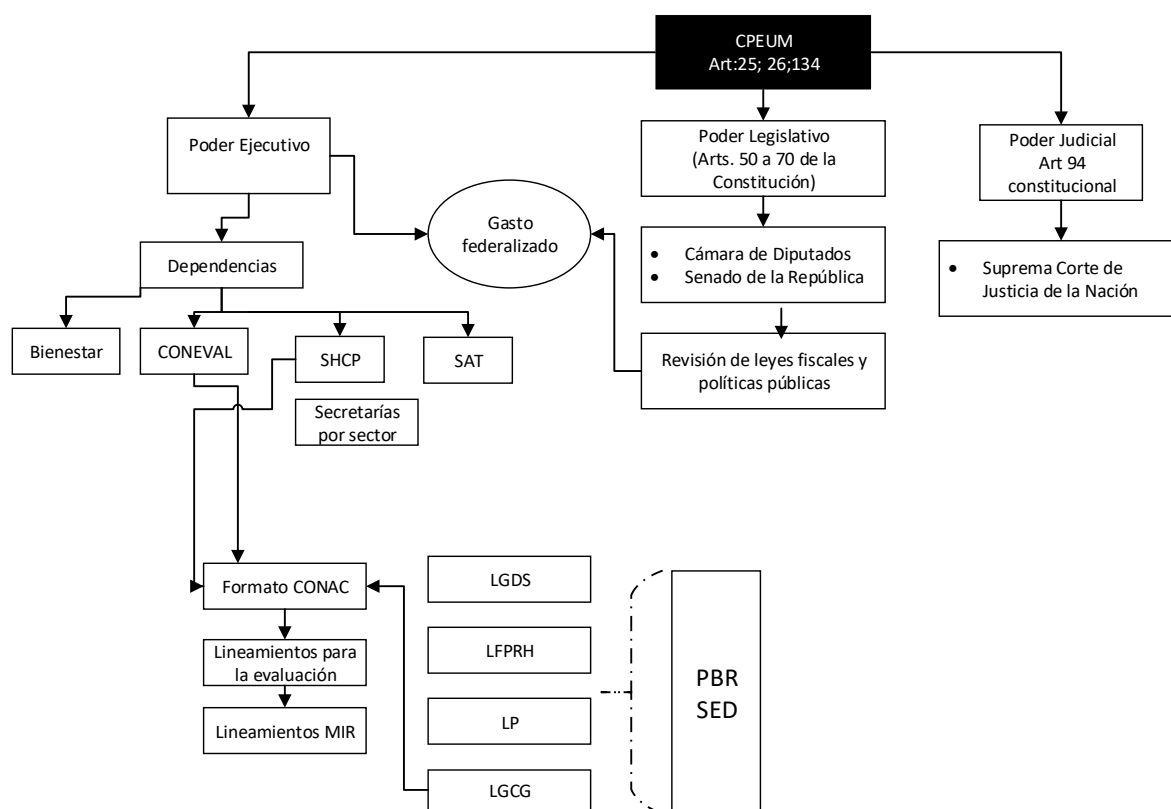 CPEUM
Art:25; 26;134
Poder Ejecutivo
Poder Legislativo
(Arts. 50 a 70 de la
Constitución)
Poder Judicial
Art 94
constitucional
Gasto
federalizado
Dependencias
• Cámara de Diputados
• Senado de la República
• Suprema Corte de
Justicia de la Nación
Bienestar
CONEVAL
SHCP
SAT
Revisión de leyes fiscales y
políticas públicas
Secretarías
por sector
Formato CONAC
Lineamientos para
la evaluación
Lineamientos MIR
LGDS
LFPRH
LP
LGCG
PBR
SED